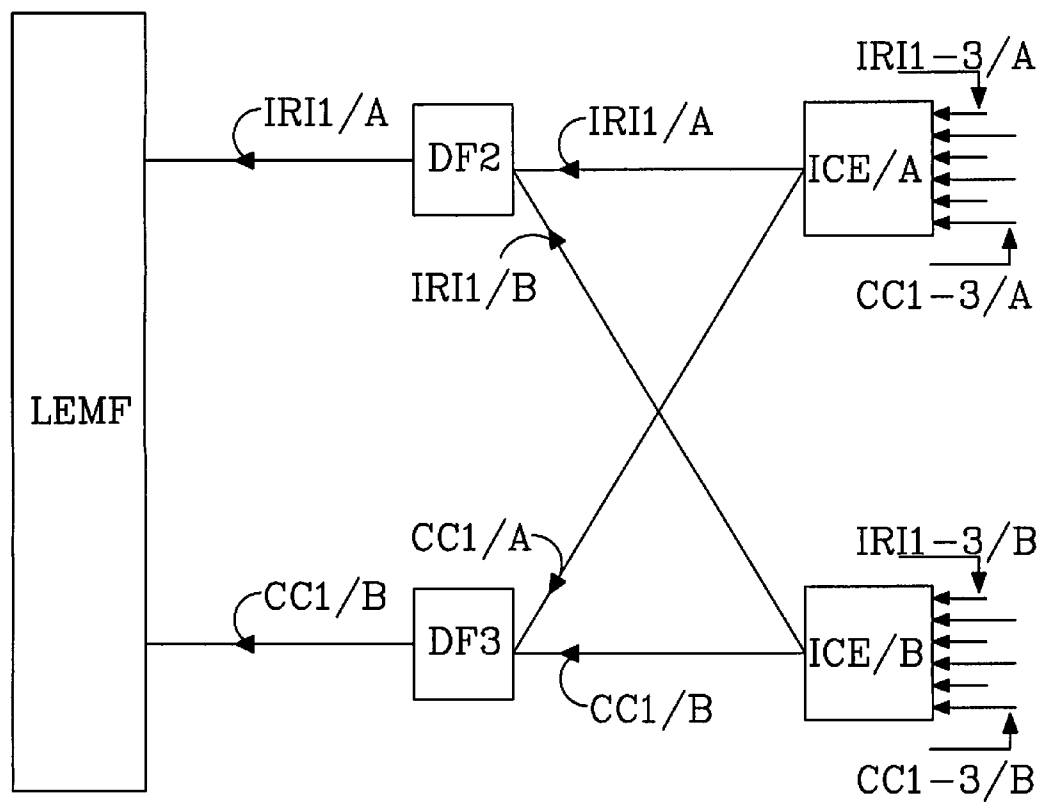 IRI1-3/A
IRI1/A
IRI1/A
DF2
ICE/A
IRI1/B
CC1-3/A
LEMF
CC1/A
IRI1-3/B
CC1/B
DF3
ICE/B
CC1/B
CC1-3/B